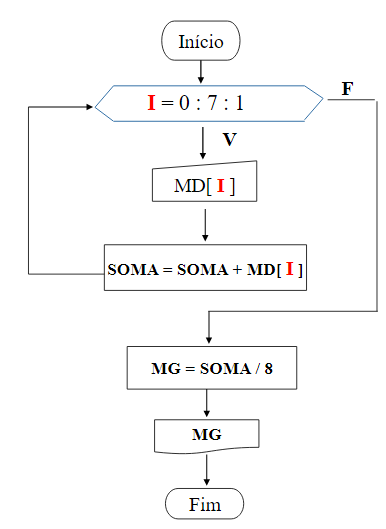 Início
I = 0 : 7 : 1
F
V
MD[ I ]
SOMA = SOMA + MD[ I ]
MG = SOMA / 8
MG
Fim